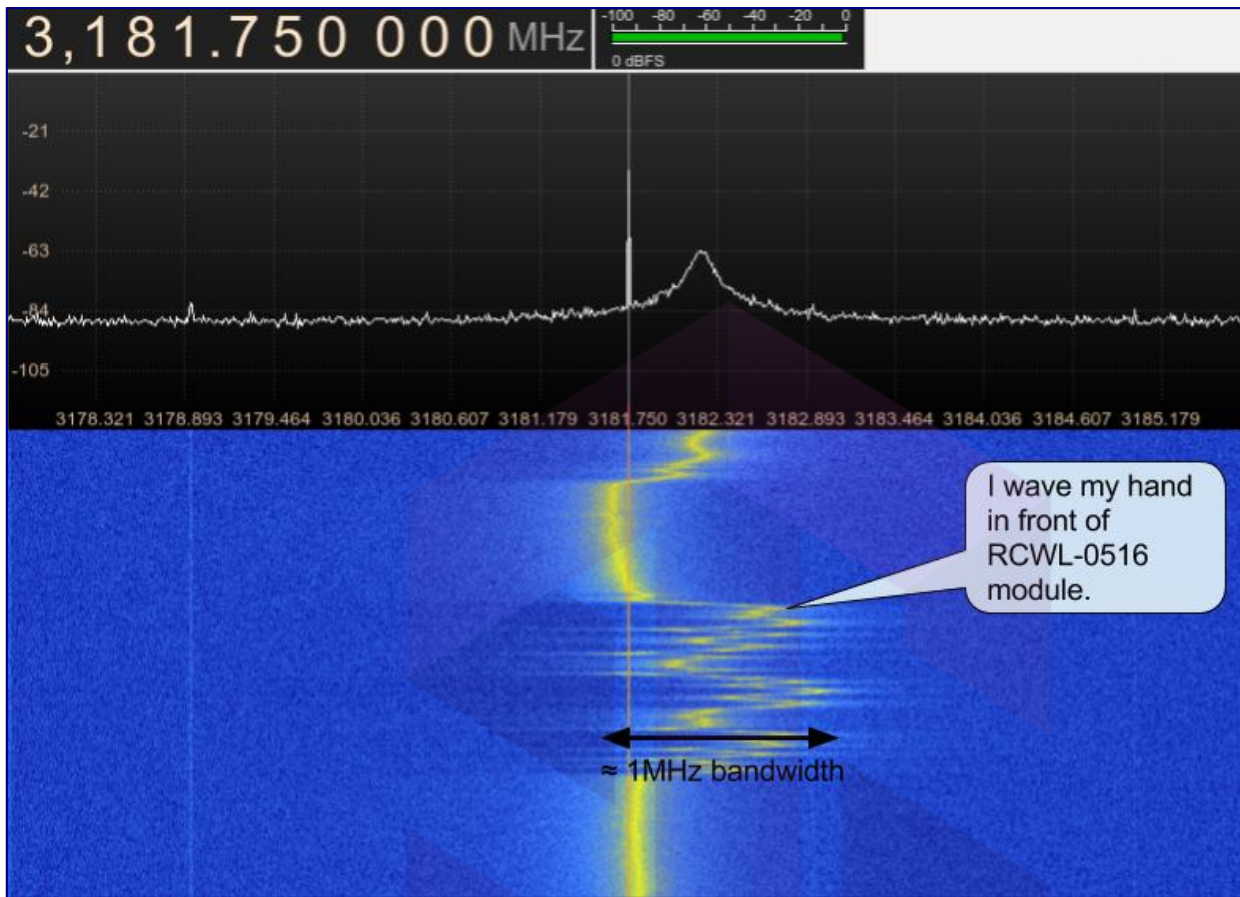 3,181.750 000 MHz
-100 -80 -60 -40 -20 0
0 dBFS
-21
-42
-63
-84
-105
3178.321 3178.893 3179.464 3180.036 3180.607 3181.179 3181.750 3182.321 3182.893 3183.464 3184.036 3184.607 3185.179
I wave my hand
in front of
RCWL-0516
module.
≈ 1MHz bandwidth